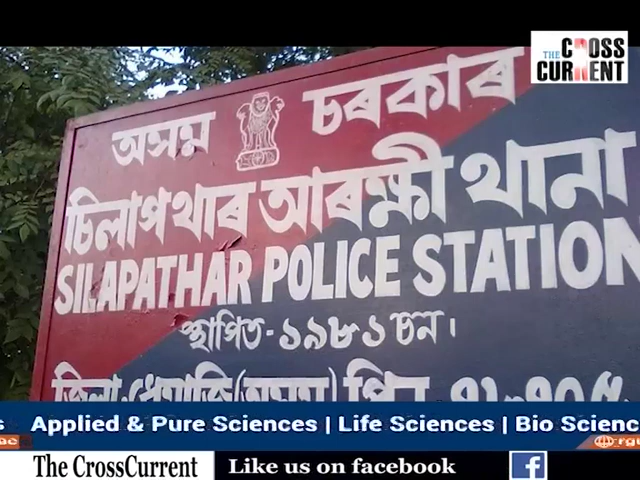 THE CROSS
CURRENT
অসম চৰকাৰ
চিলাপথাৰ আৰক্ষী থানা
SILAPATHAR POLICE STATION
স্থাপিত - ১৯৮১ চন।
জিলা-ধেমাজি (অসম) পিন
Applied & Pure Sciences | Life Sciences | Bio Scienc
The CrossCurrent Like us on facebook f